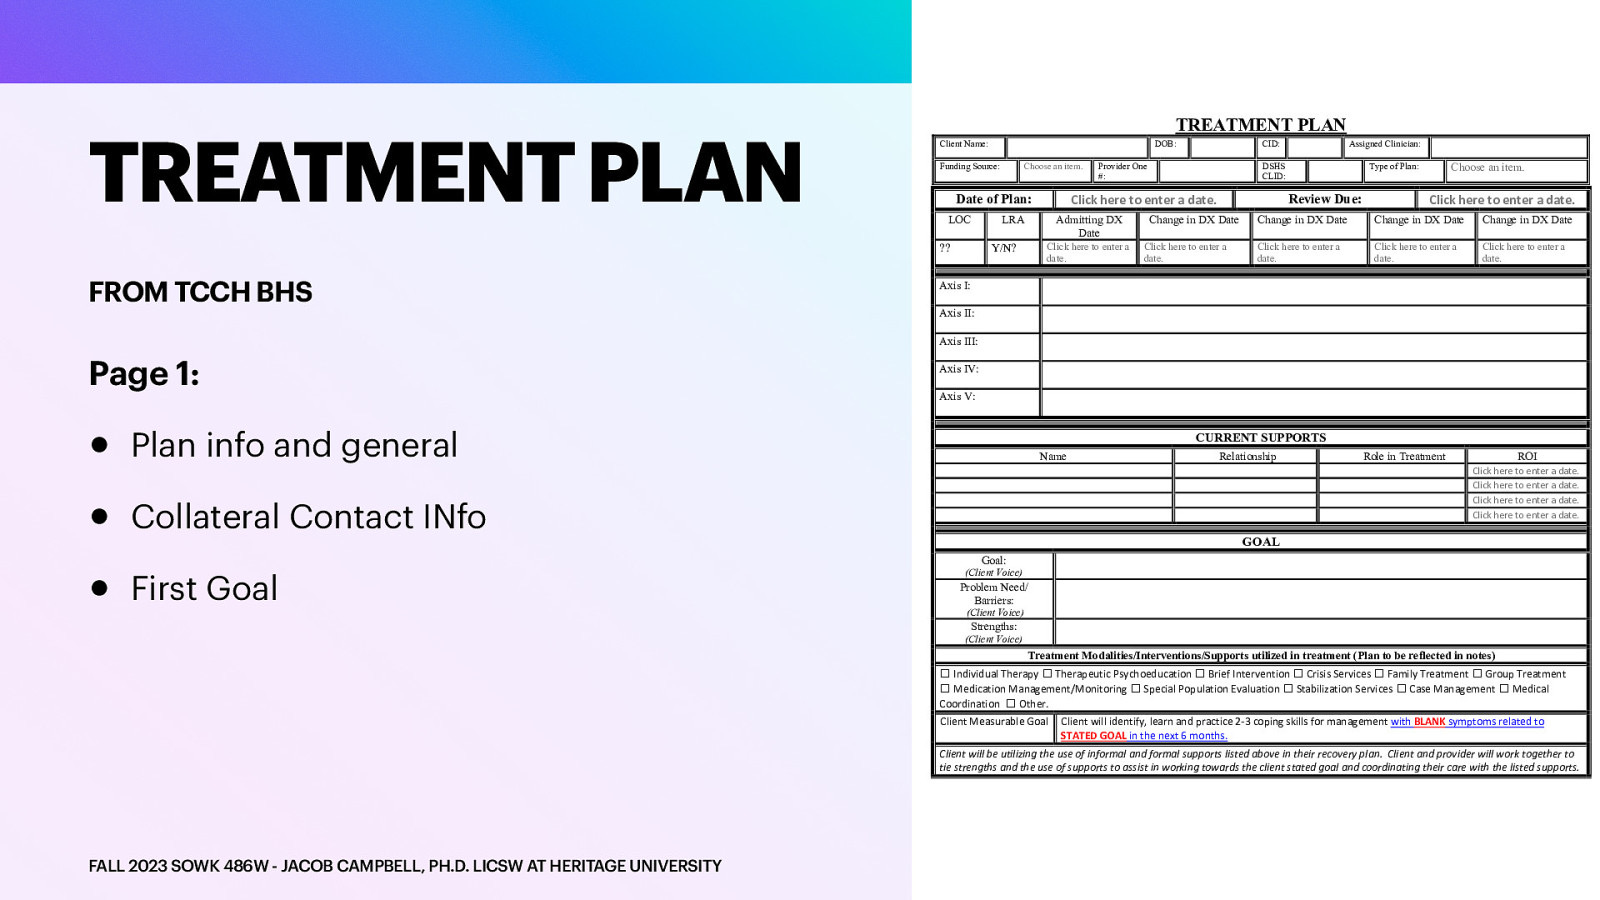 TREATMENT PLAN
FROM TCCH BHS
Page 1:
● Plan info and general
● Collateral Contact INfo
● First Goal
FALL 2023 SOWK 486W - JACOB CAMPBELL, PH.D. LICSW AT HERITAGE UNIVERSITY
TREATMENT PLAN
Client Name: DOB: CID: Assigned Clinician:
Funding Source: Choose an item. Provider One #: DSHS CLID: Type of Plan: Choose an item.
Date of Plan: Click here to enter a date. Review Due: Click here to enter a date.
LOC LRA Admitting DX Date Change in DX Date Change in DX Date Change in DX Date Change in DX Date
?? Y/N? Click here to enter a date. Click here to enter a date. Click here to enter a date. Click here to enter a date. Click here to enter a date.
Axis I:
Axis II:
Axis III:
Axis IV:
Axis V:
CURRENT SUPPORTS
Name Relationship Role in Treatment ROI
Click here to enter a date.
Click here to enter a date.
Click here to enter a date.
Click here to enter a date.
GOAL
Goal:
(Client Voice)
Problem Need/
Barriers:
(Client Voice)
Strengths:
(Client Voice)
Treatment Modalities/Interventions/Supports utilized in treatment (Plan to be reflected in notes)
☐ Individual Therapy ☐ Therapeutic Psychoeducation ☐ Brief Intervention ☐ Crisis Services ☐ Family Treatment ☐ Group Treatment
☐ Medication Management/Monitoring ☐ Special Population Evaluation ☐ Stabilization Services ☐ Case Management ☐ Medical
Coordination ☐ Other.
Client Measurable Goal Client will identify, learn and practice 2-3 coping skills for management with BLANK symptoms related to
STATED GOAL in the next 6 months.
Client will be utilizing the use of informal and formal supports listed above in their recovery plan. Client and provider will work together to
tie strengths and the use of supports to assist in working towards the client stated goal and coordinating their care with the listed supports.